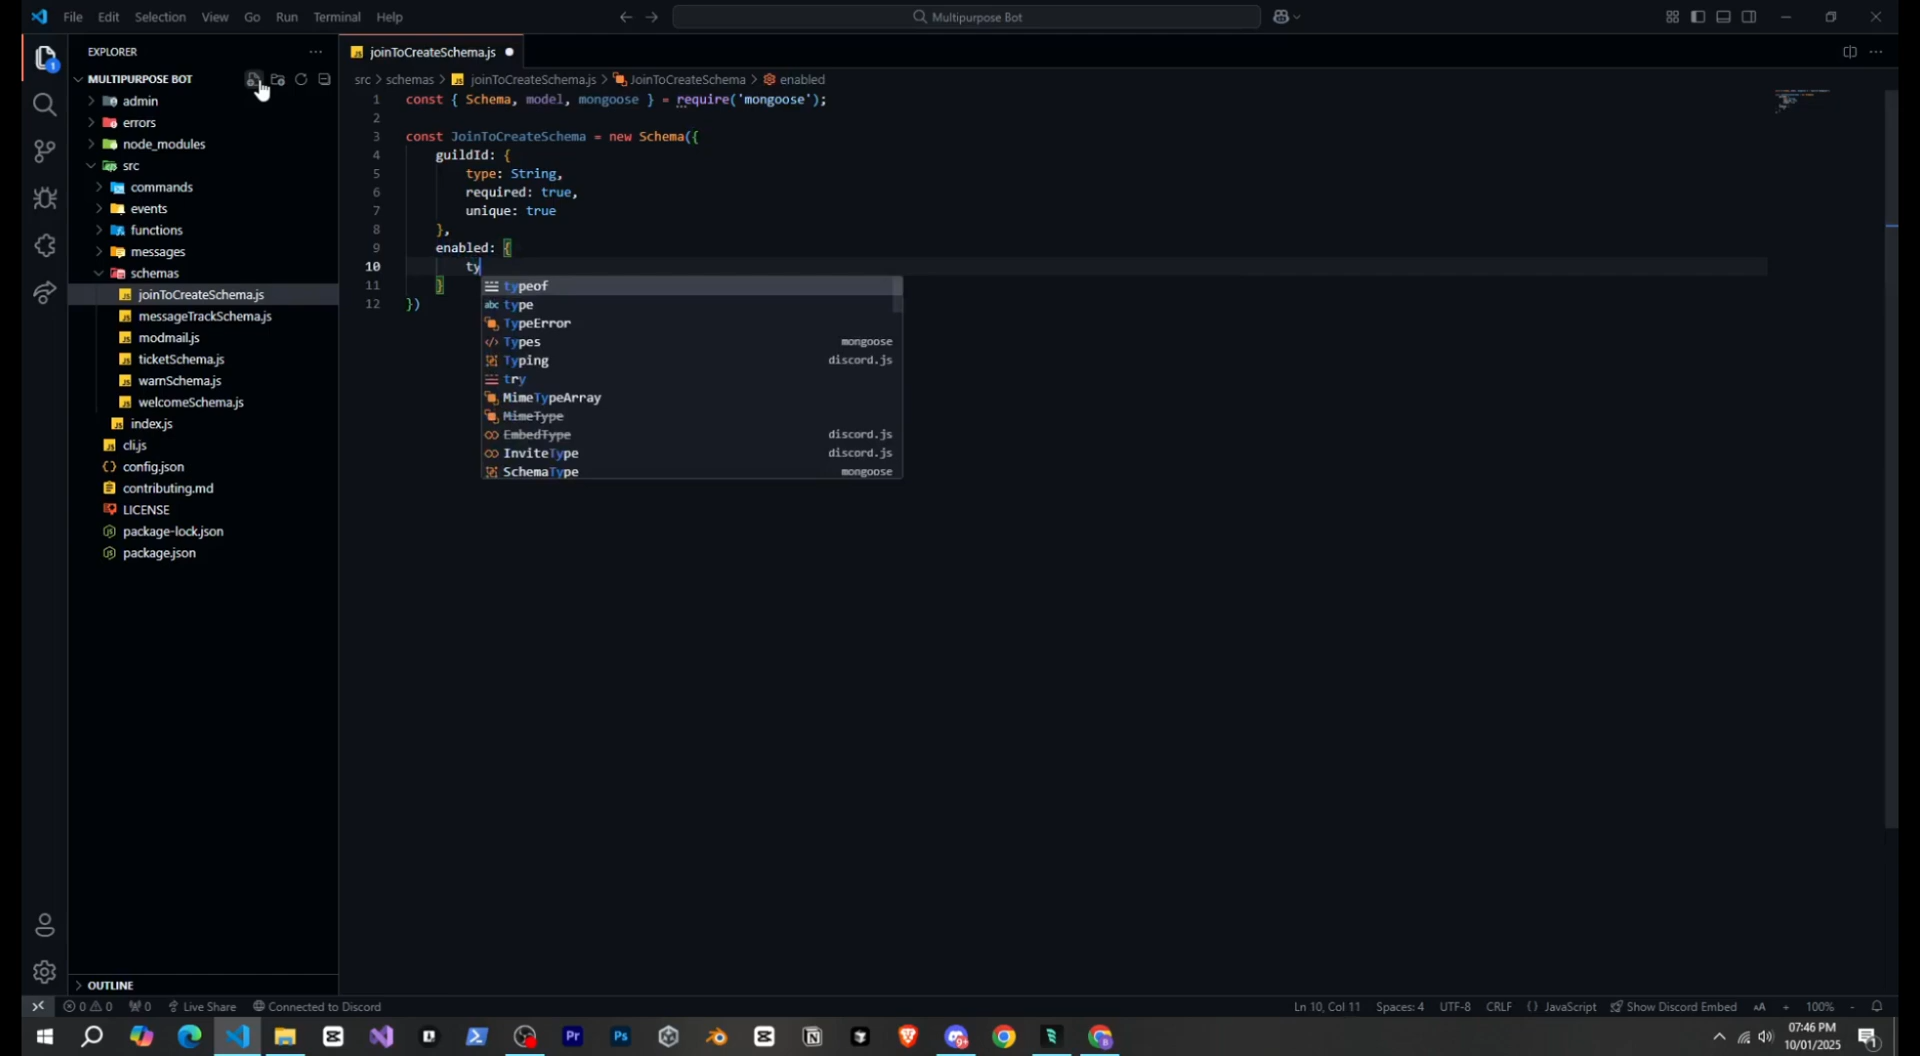 File Edit Selection View Go Run Terminal Help
Multipurpose Bot
EXPLORER
MULTIPURPOSE BOT
admin
errors
node_modules
src
commands
events
functions
messages
schemas
joinToCreateSchema.js
messageTrackSchema.js
modmail.js
ticketSchema.js
warnSchema.js
welcomeSchema.js
index.js
cli.js
config.json
contributing.md
LICENSE
package-lock.json
package.json
OUTLINE
joinToCreateSchema.js
src > schemas > joinToCreateSchema.js > JoinToCreateSchema > enabled
1 const { Schema, model, mongoose } = require('mongoose');
2
3 const JoinToCreateSchema = new Schema({
4 guildId: {
5 type: String,
6 required: true,
7 unique: true
8 },
9 enabled: {
10 ty
11 }
12 })
typeof
abc type
TypeError
Types mongoose
Typing discord.js
try
MimeTypeArray
MimeType
EmbedType discord.js
InviteType discord.js
SchemaType mongoose
0 0 0 Live Share Connected to Discord
Ln 10, Col 11 Spaces: 4 UTF-8 CRLF {} JavaScript Show Discord Embed AA + 100% -
Pr Ps 9+
07:46 PM
10/01/2025